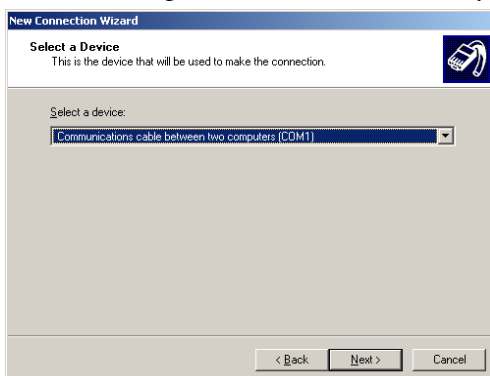 New Connection Wizard
Select a Device
This is the device that will be used to make the connection.
Select a device:
Communications cable between two computers (COM1)
< Back Next > Cancel